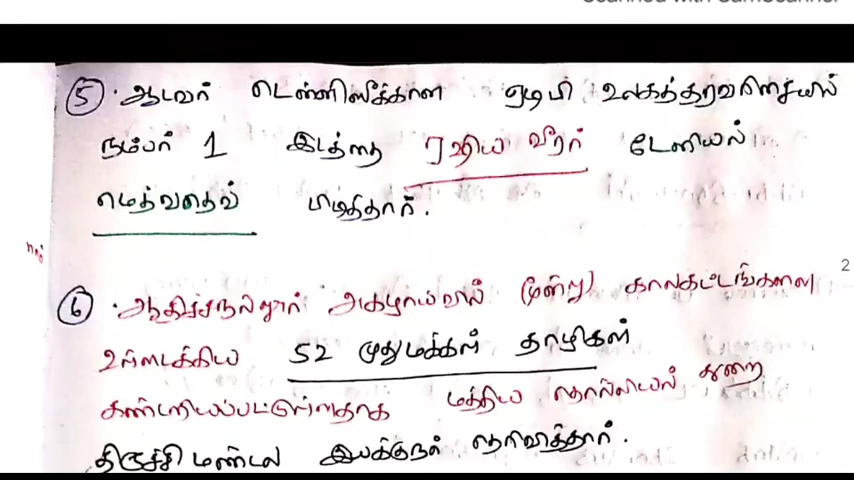 ⑤ • ஆடவர் டென்னிஸீக்கான ஏடிபி உலகத்தரவரிசையில்
நம்பர் 1 இடத்தை ரஷிய வீரர் டேனியல்
மெத்வதேவ் பிடித்தார்.
2
⑥ • ஆதிச்சநல்லூர் அகழாய்வில் (மூன்று) காலகட்டங்களை
உள்ளடக்கிய 52 முதுமக்கள் தாழிகள்
கண்டறியப்பட்டுள்ளதாக மத்திய தொல்லியல் துறை
திருச்சி மண்டல இயக்குநர் தெரிவித்தார்.